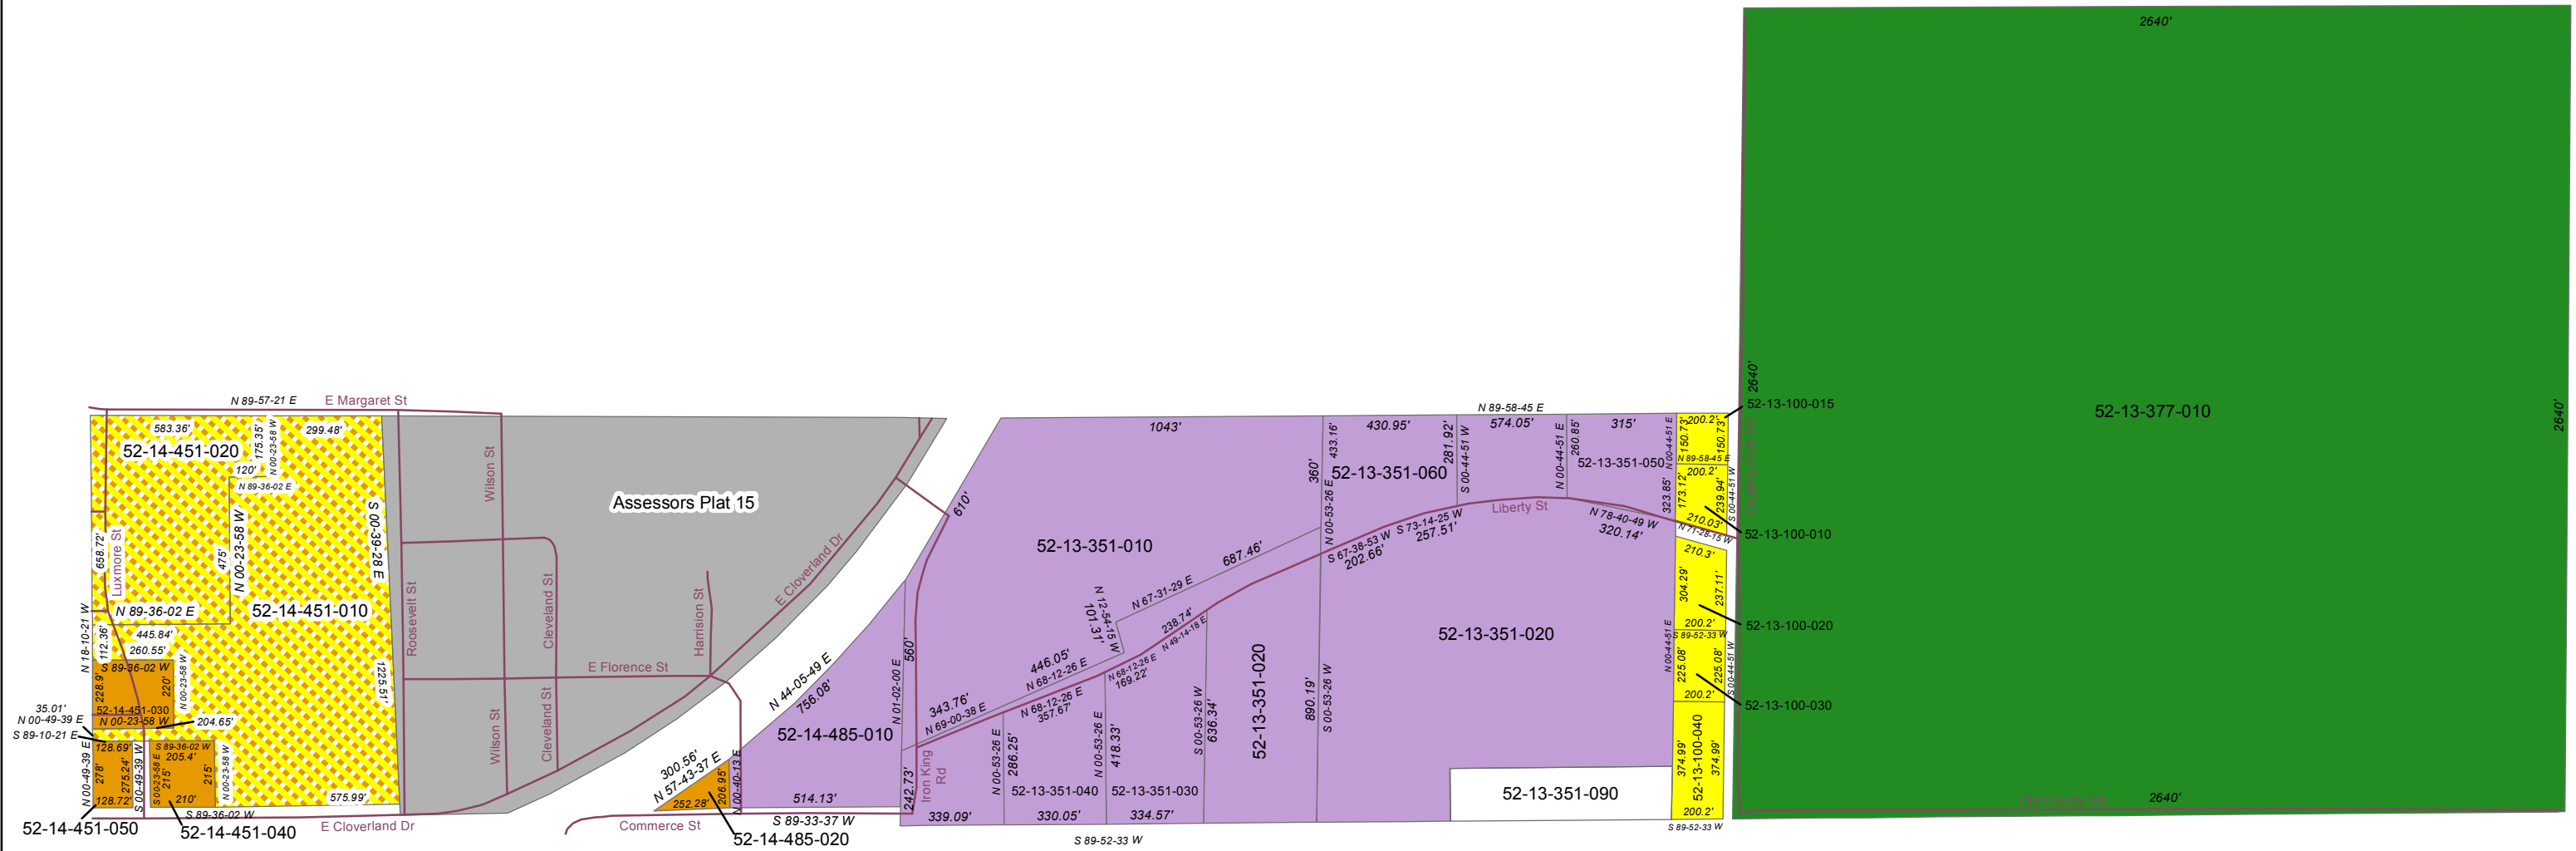 2640'
2640'
2640'
52-13-377-010
2640'
Country Club Rd
Old County Rd
N 89-57-21 E
E Margaret St
583.36'
52-14-451-020
175.35'
N 00-23-58 W
299.48'
120'
N 89-36-02 E
S 00-39-28 E
658.72'
Luxmore St
475'
N 00-23-58 W
N 89-36-02 E
52-14-451-010
N 18-10-21 W
112.36'
445.84'
260.55'
S 89-36-02 W
228.9'
220'
N 00-23-58 W
52-14-451-030
N 00-23-58 W
204.65'
1225.51'
35.01'
N 00-49-39 E
S 89-10-21 E
N 00-49-39 E
128.69'
278'
275.24'
128.72'
S 00-49-39 W
S 00-23-58 E
S 89-36-02 W
205.4'
215'
215'
210'
N 00-23-58 W
575.99'
S 89-36-02 W
52-14-451-050
52-14-451-040
E Cloverland Dr
Roosevelt St
Wilson St
Wilson St
Cleveland St
Cleveland St
Assessors Plat 15
E Florence St
Harrision St
E Cloverland Dr
300.56'
N 57-43-37 E
252.28'
206.95'
N 00-40-13 E
52-14-485-020
Commerce St
N 44-05-49 E
756.08'
52-14-485-010
514.13'
S 89-33-37 W
N 01-02-00 E
560'
242.73'
Iron King
Rd
610'
1043'
52-13-351-010
360'
343.76'
N 69-00-38 E
446.05'
N 68-12-26 E
N 12-54-15 W
101.31'
N 67-31-29 E
687.46'
N 68-12-26 E
357.67'
N 68-12-26 E
169.22'
238.74'
N 49-14-18 E
339.09'
N 00-53-26 E
286.25'
52-13-351-040
330.05'
N 00-53-26 E
418.33'
52-13-351-030
334.57'
S 00-53-26 W
636.34'
52-13-351-020
890.19'
S 00-53-26 W
S 89-52-33 W
N 89-58-45 E
433.16'
N 00-53-26 E
430.95'
52-13-351-060
281.92'
S 00-44-51 W
574.05'
N 00-44-51 E
260.85'
315'
52-13-351-050
N 00-44-51 E
323.85'
S 67-38-53 W
202.66'
S 73-14-25 W
257.51'
Liberty St
N 78-40-49 W
320.14'
52-13-351-020
52-13-351-090
200.2'
150.73'
150.73'
N 89-58-45 E
200.2'
173.12'
239.94'
210.03'
S 00-44-51 W
N 71-28-15 W
52-13-100-015
52-13-100-010
210.3'
304.29'
237.11'
200.2'
S 89-52-33 W
52-13-100-020
N 00-44-51 E
225.08'
225.08'
S 00-44-51 W
200.2'
52-13-100-030
374.99'
52-13-100-040
374.99'
200.2'
S 89-52-33 W